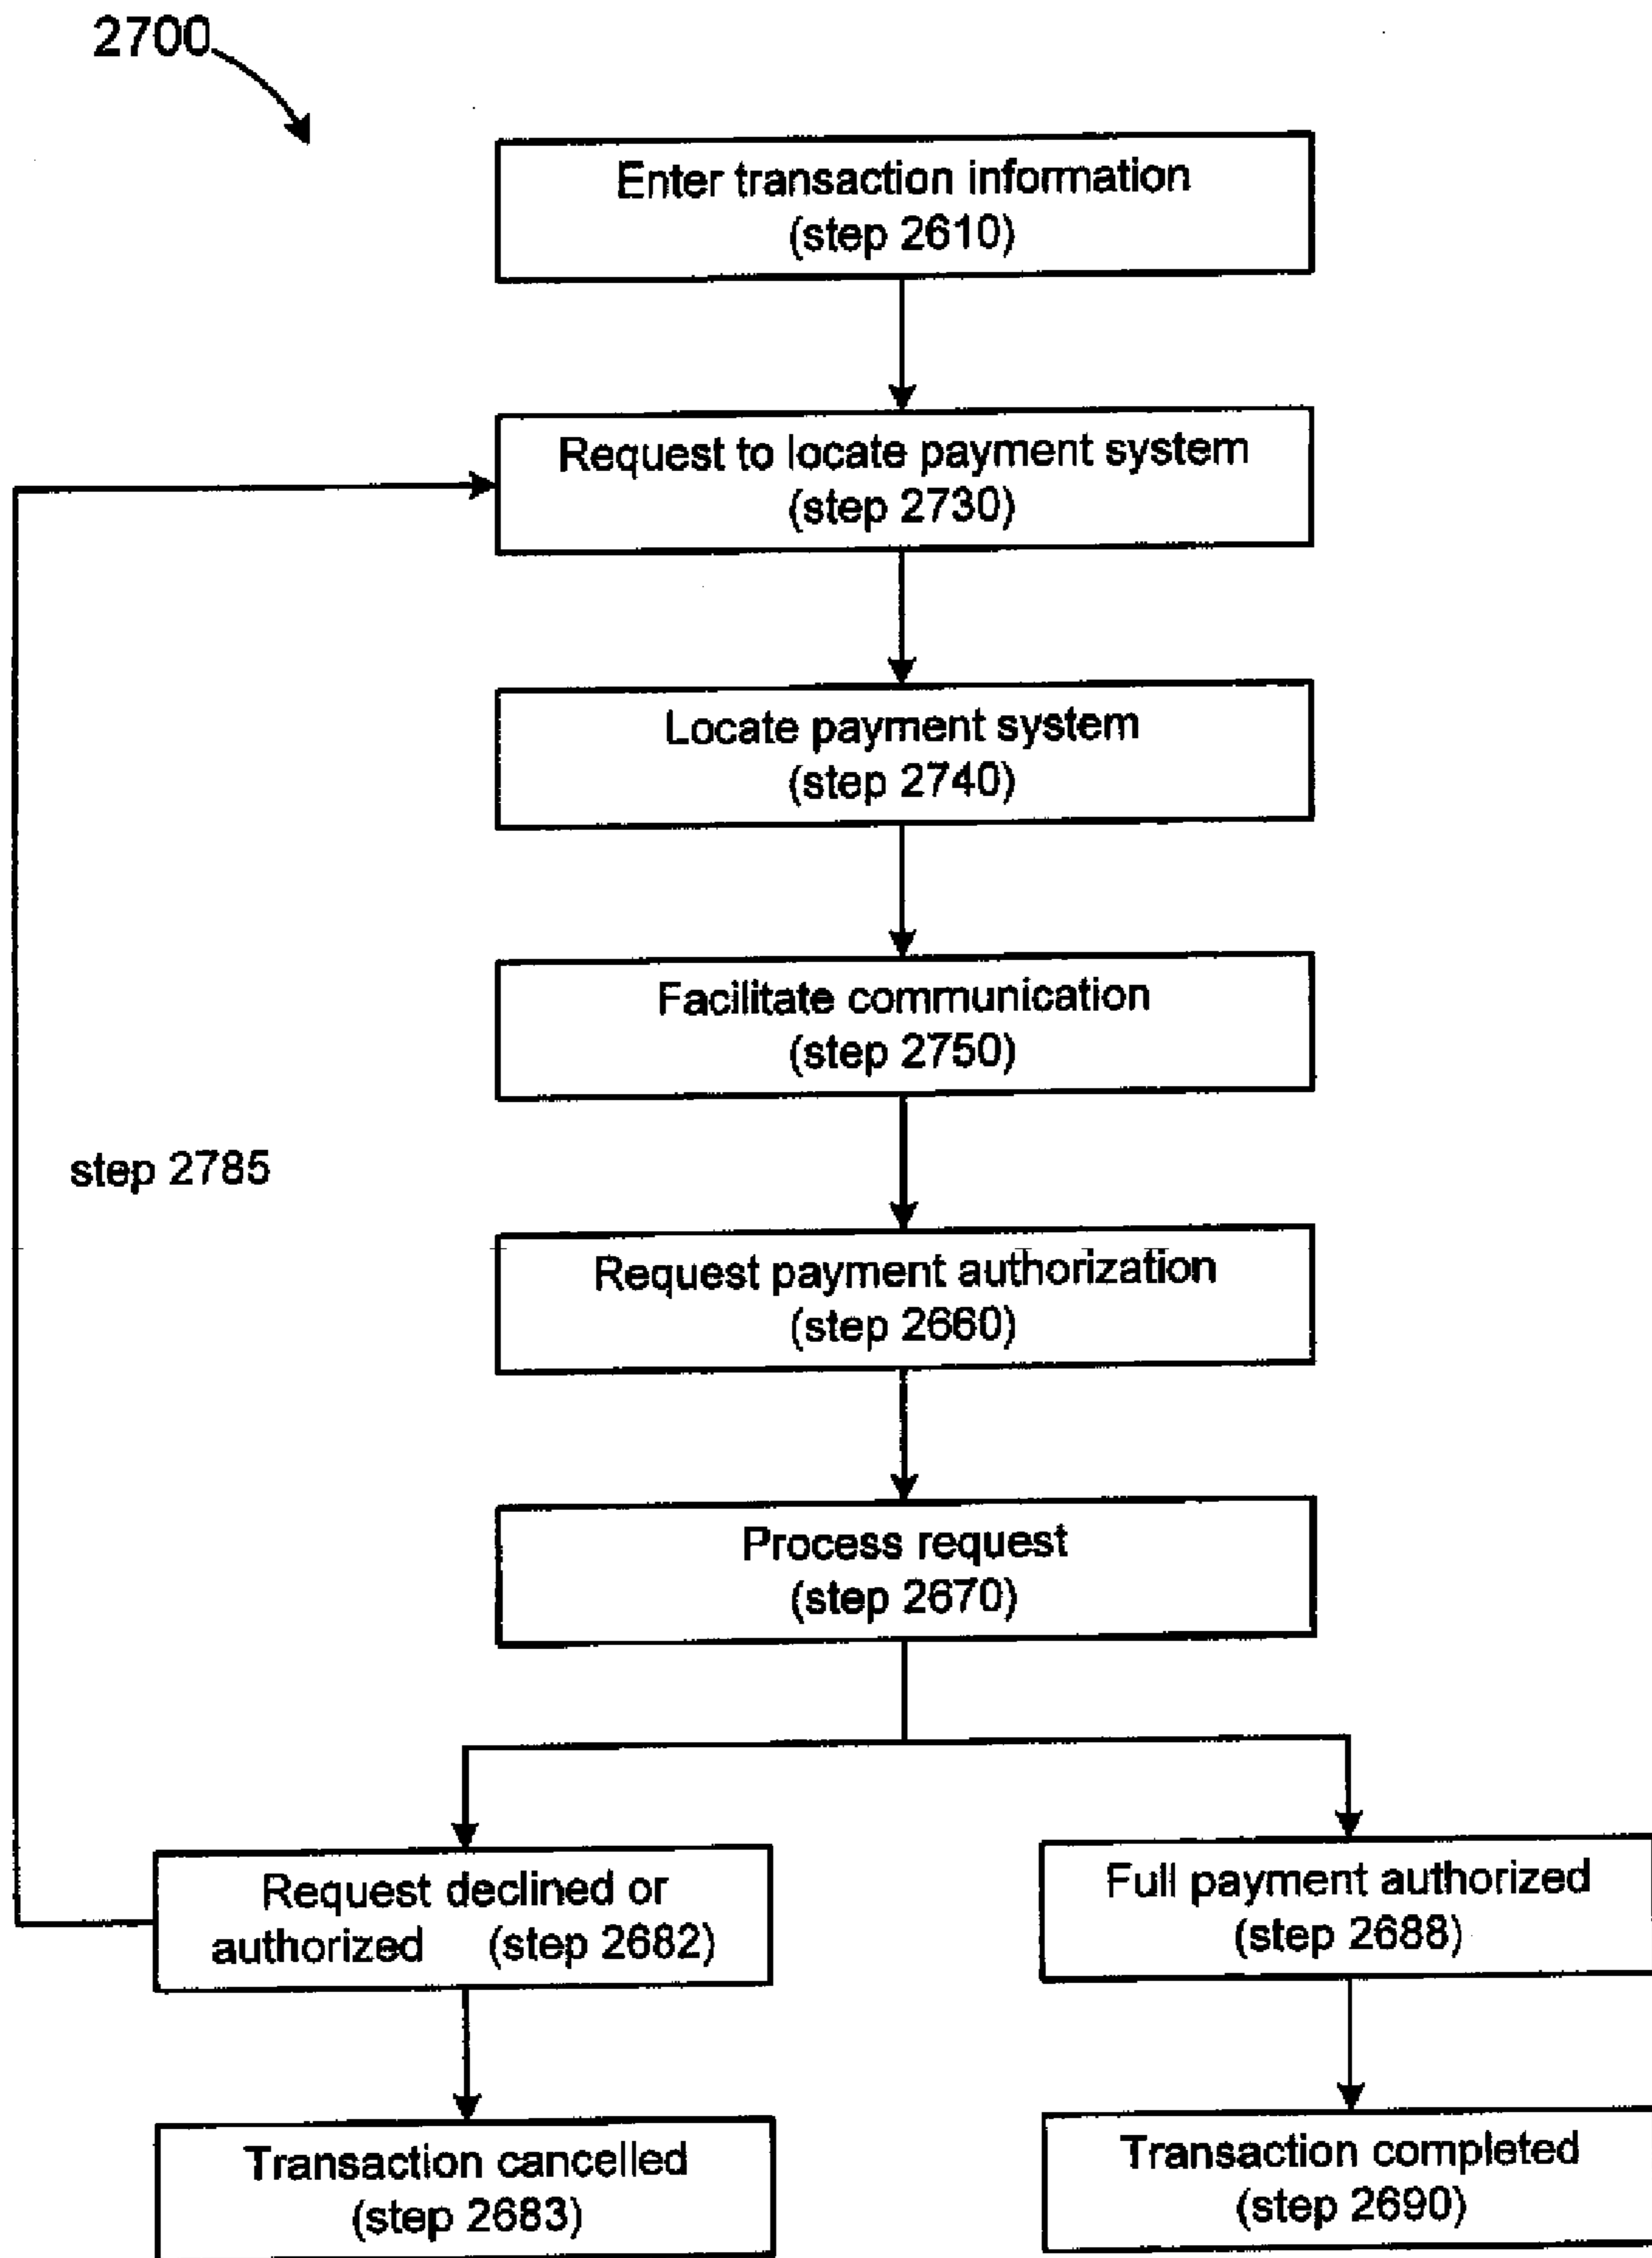 2700
Enter transaction information
(step 2610)
Request to locate payment system
(step 2730)
Locate payment system
(step 2740)
Facilitate communication
(step 2750)
step 2785
Request payment authorization
(step 2660)
Process request
(step 2670)
Request declined or
authorized (step 2682)
Full payment authorized
(step 2688)
Transaction cancelled
(step 2683)
Transaction completed
(step 2690)